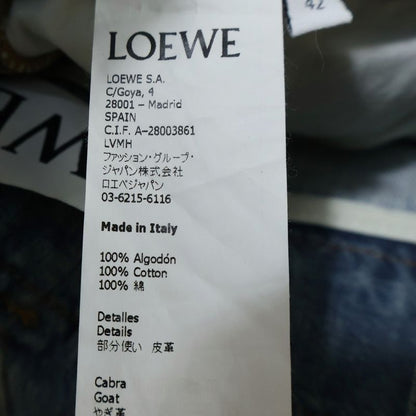 42
LOEWE
LOEWE S.A.
C/Goya, 4
28001 – Madrid
SPAIN
C.I.F. A–28003861
LVMH
ファッション・グループ・
ジャパン株式会社
ロエベジャパン
03-6215-6116
Made in Italy
100% Algodón
100% Cotton
100% 綿
Detalles
Details
部分使い 皮革
Cabra
Goat
やぎ革